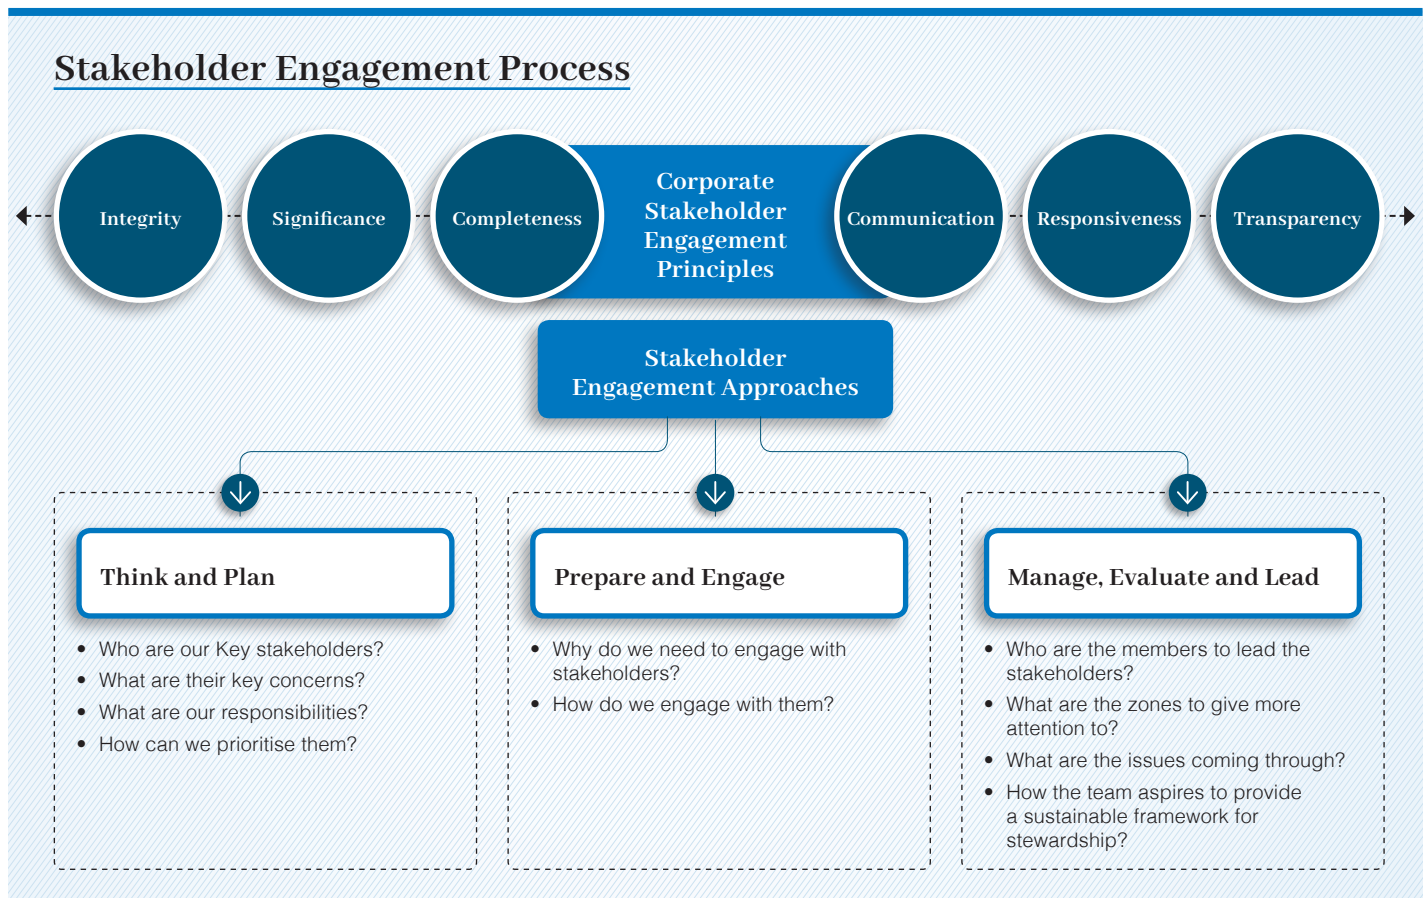 Stakeholder Engagement Process
Integrity
Significance
Completeness
Corporate
Stakeholder
Engagement
Principles
Communication
Responsiveness
Transparency
Stakeholder
Engagement Approaches
Think and Plan
• Who are our Key stakeholders?
• What are their key concerns?
• What are our responsibilities?
• How can we prioritise them?
Prepare and Engage
• Why do we need to engage with
stakeholders?
• How do we engage with them?
Manage, Evaluate and Lead
• Who are the members to lead the
stakeholders?
• What are the zones to give more
attention to?
• What are the issues coming through?
• How the team aspires to provide
a sustainable framework for
stewardship?